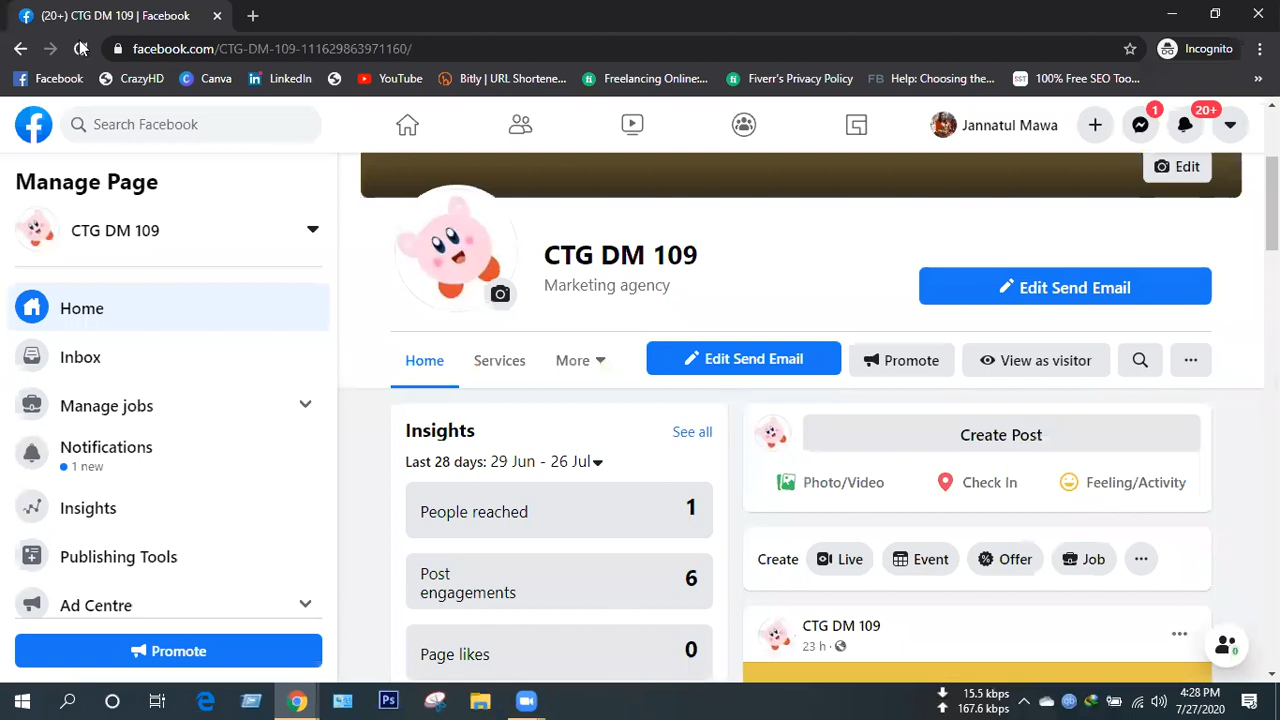 (20+) CTG DM 109 | Facebook
facebook.com/CTG-DM-109-111629863971160/
Incognito
Facebook
CrazyHD
Canva
LinkedIn
YouTube
Bitly | URL Shortene...
Freelancing Online:...
Fiverr's Privacy Policy
FB Help: Choosing the...
SST 100% Free SEO Too...
Search Facebook
Jannatul Mawa
1
20+
Manage Page
CTG DM 109
Home
Inbox
Manage jobs
Notifications
1 new
Insights
Publishing Tools
Ad Centre
Promote
Edit
CTG DM 109
Marketing agency
Edit Send Email
Home
Services
More
Edit Send Email
Promote
View as visitor
Insights
See all
Last 28 days: 29 Jun - 26 Jul
People reached
1
Post
engagements
6
Page likes
0
Create Post
Photo/Video
Check In
Feeling/Activity
Create
Live
Event
Offer
Job
CTG DM 109
23 h ·
0
15.5 kbps
167.6 kbps
4:28 PM
7/27/2020